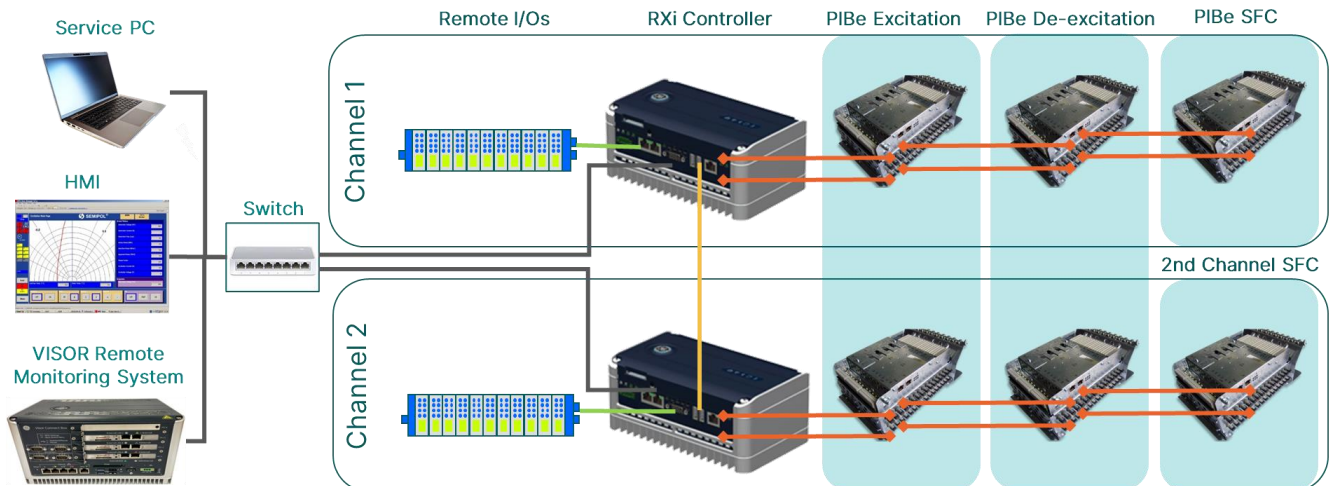 Service PC
Remote I/Os
RXi Controller
PIBe Excitation
PIBe De-excitation
PIBe SFC
Channel 1
HMI
SEMIPOL
Switch
2nd Channel SFC
Channel 2
VISOR Remote
Monitoring System